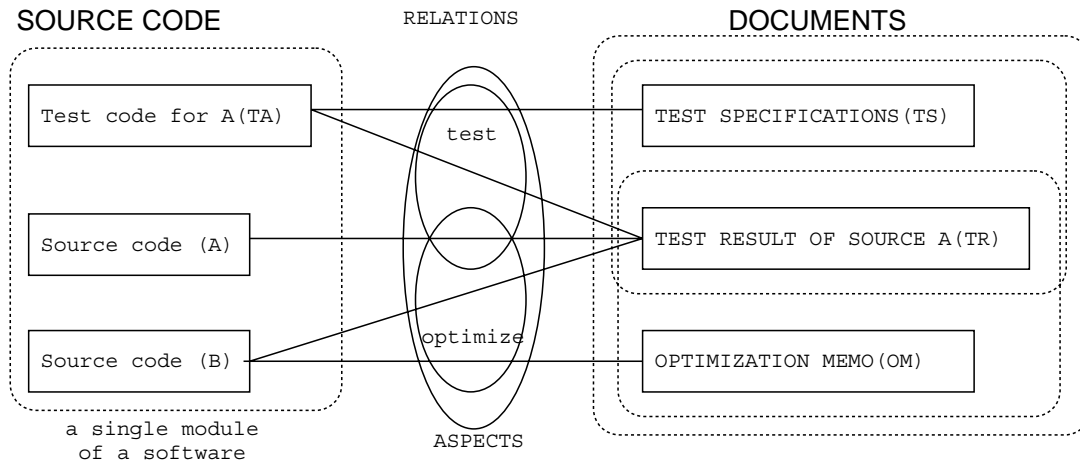 SOURCE CODE
RELATIONS
DOCUMENTS
Test code for A(TA)
test
TEST SPECIFICATIONS(TS)
Source code (A)
TEST RESULT OF SOURCE A(TR)
Source code (B)
optimize
OPTIMIZATION MEMO(OM)
a single module
of a software
ASPECTS